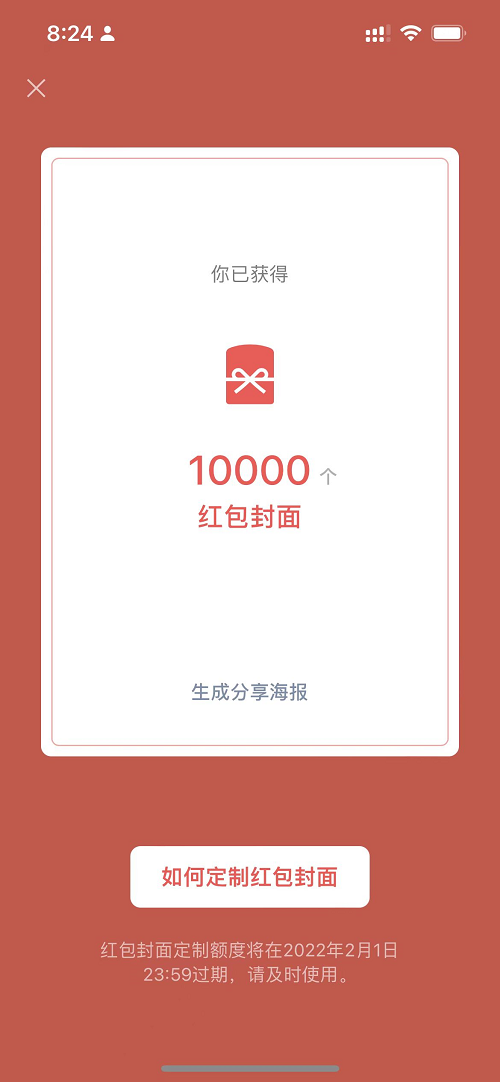 8:24
你已获得
10000 个
红包封面
生成分享海报
如何定制红包封面
红包封面定制额度将在2022年2月1日
23:59过期，请及时使用。